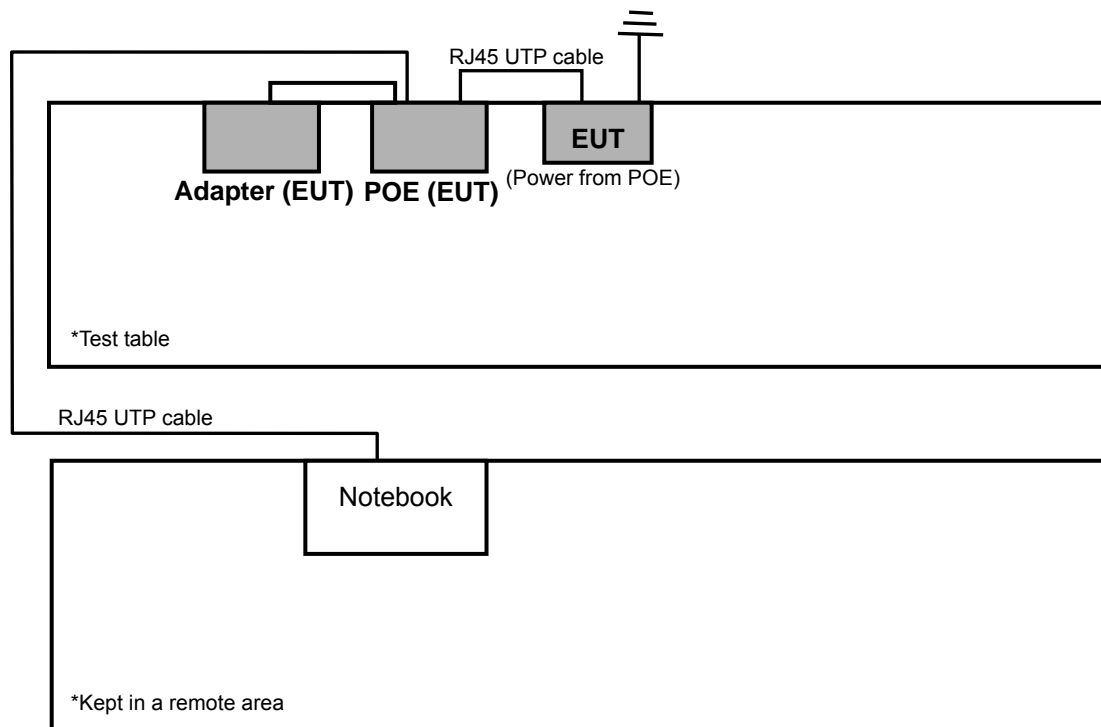 RJ45 UTP cable
EUT
(Power from POE)
Adapter (EUT) POE (EUT)
*Test table
RJ45 UTP cable
Notebook
*Kept in a remote area